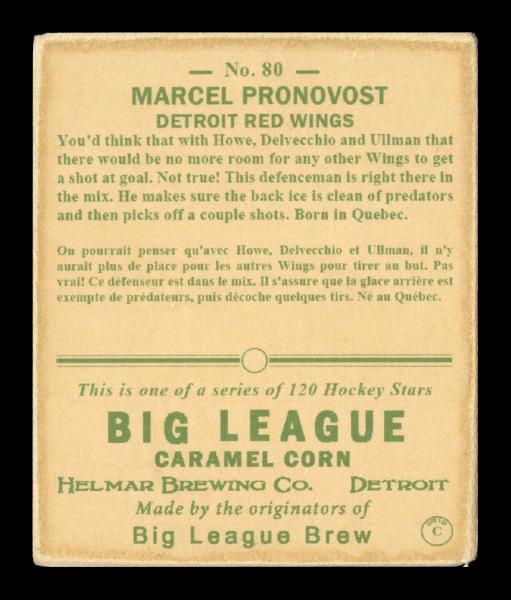 — No. 80 —
MARCEL PRONOVOST
DETROIT RED WINGS
You'd think that with Howe, Delvecchio and Ullman that
there would be no more room for any other Wings to get
a shot at goal. Not true! This defenceman is right there in
the mix. He makes sure the back ice is clean of predators
and then picks off a couple shots. Born in Quebec.
On pourrait penser qu'avec Howe, Delvecchio et Ullman, il n'y
aurait plus de place pour les autres Wings pour tirer au but. Pas
vrai! Ce défenseur est dans le mix. Il s'assure que la glace arrière est
exempte de prédateurs, puis décoche quelques tirs. Né au Québec.
This is one of a series of 120 Hockey Stars
BIG LEAGUE
CARAMEL CORN
HELMAR BREWING CO. DETROIT
Made by the originators of
Big League Brew
C